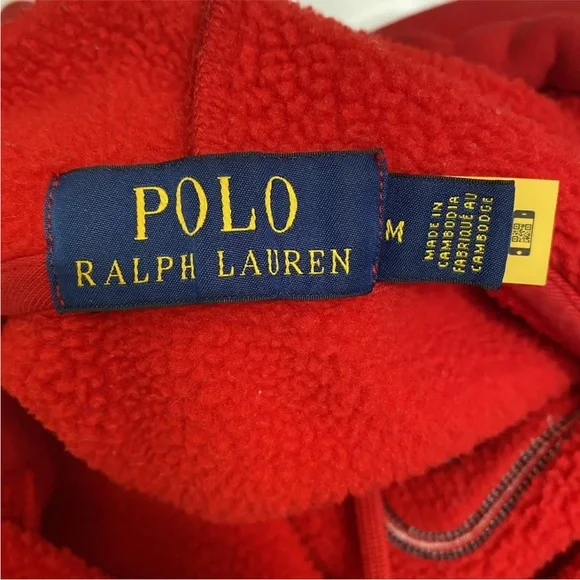 POLO
RALPH LAUREN
M
MADE IN
CAMBODIA
FABRIQUÉ AU
CAMBODGE